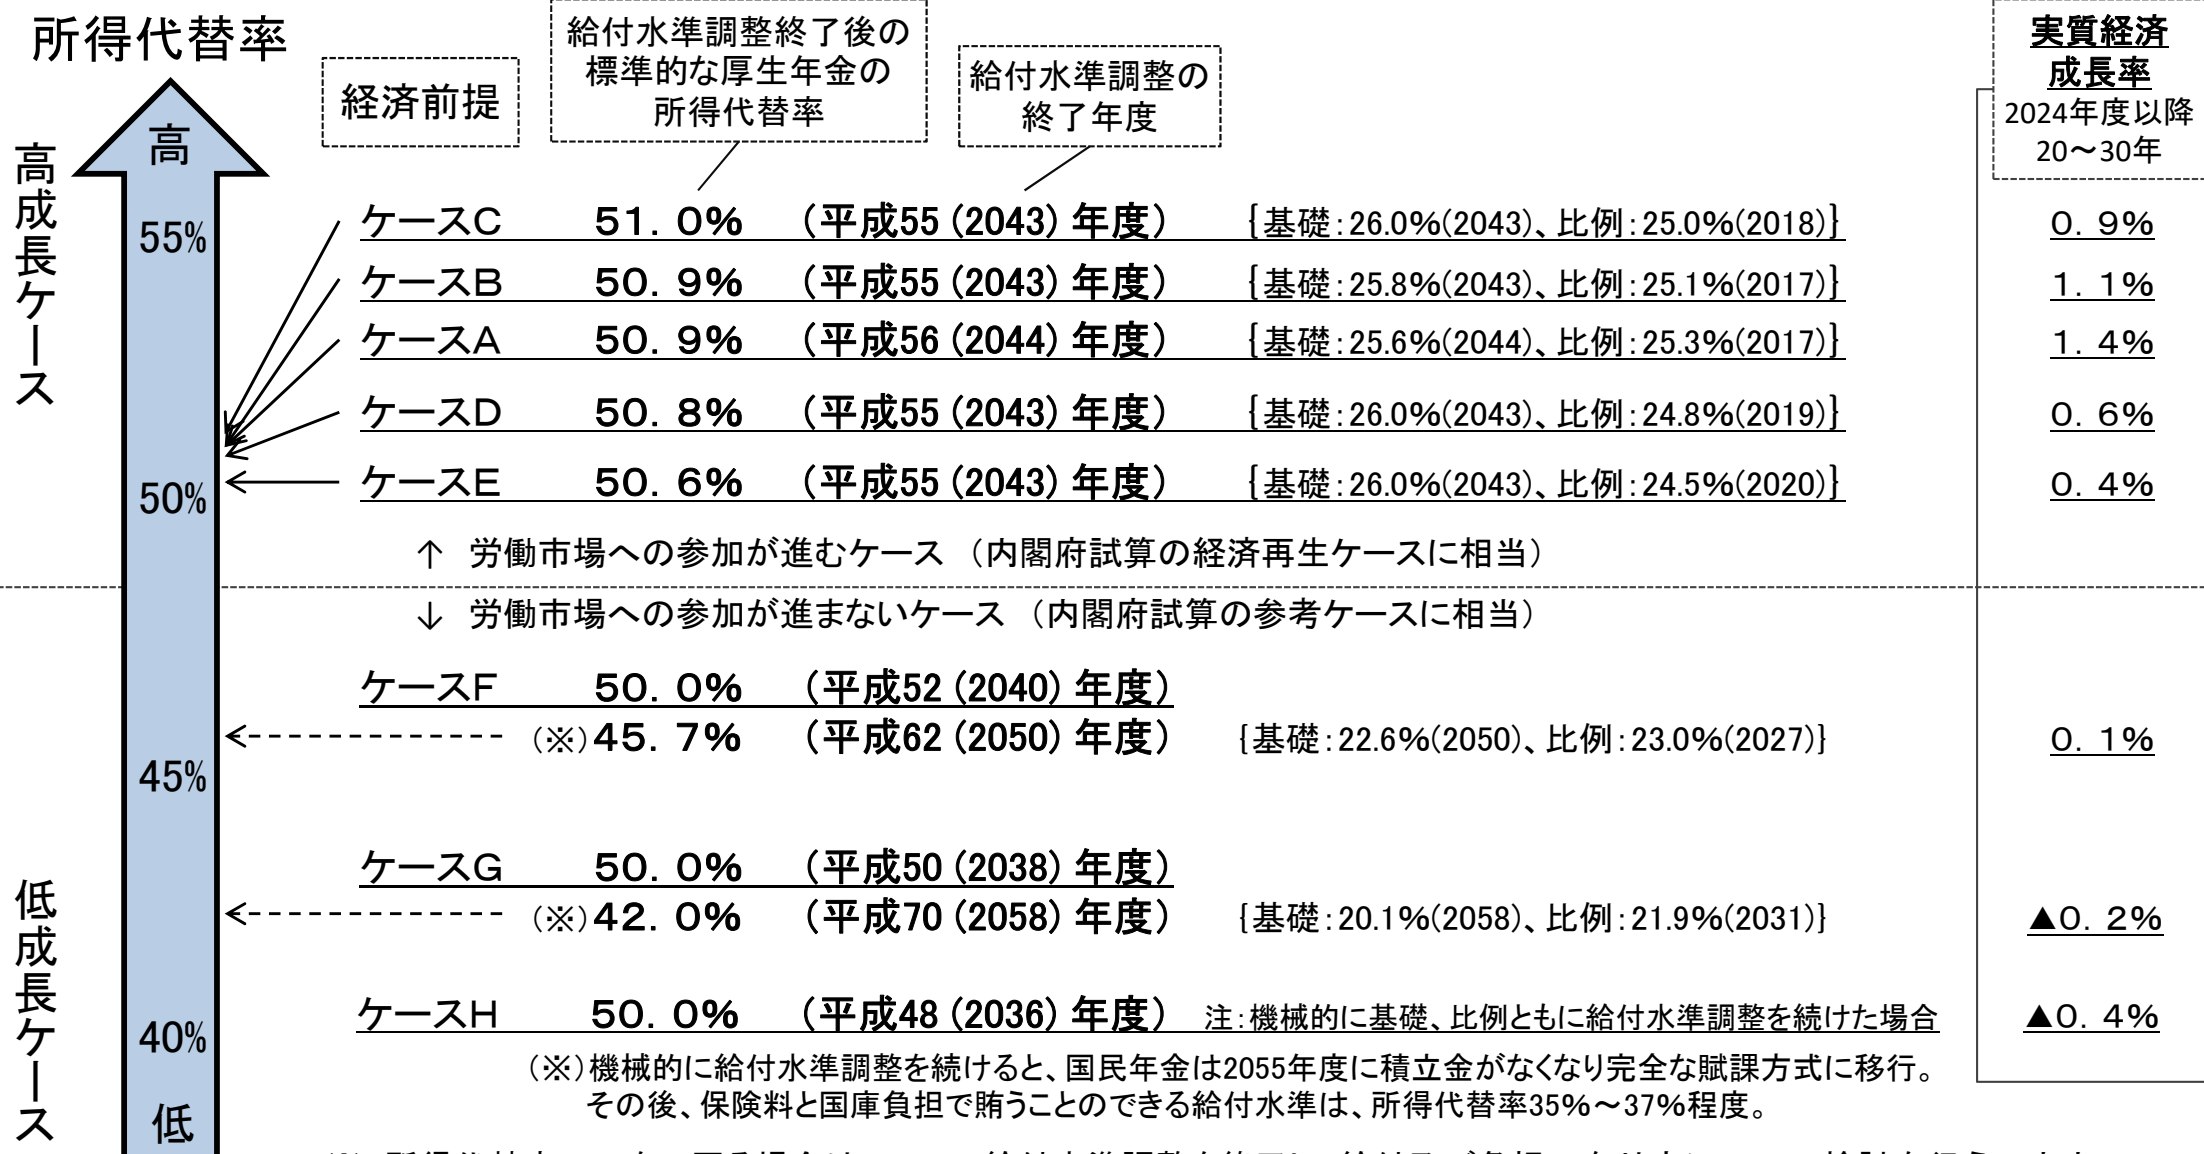 所得代替率
給付水準調整終了後の
標準的な厚生年金の
所得代替率
給付水準調整の
終了年度
経済前提
実質経済
成長率
2024年度以降
20～30年
高成長ケース
高
55%
ケースC 51.0% （平成55 (2043) 年度） {基礎：26.0%(2043)、比例：25.0%(2018)} 0.9%
ケースB 50.9% （平成55 (2043) 年度） {基礎：25.8%(2043)、比例：25.1%(2017)} 1.1%
ケースA 50.9% （平成56 (2044) 年度） {基礎：25.6%(2044)、比例：25.3%(2017)} 1.4%
ケースD 50.8% （平成55 (2043) 年度） {基礎：26.0%(2043)、比例：24.8%(2019)} 0.6%
ケースE 50.6% （平成55 (2043) 年度） {基礎：26.0%(2043)、比例：24.5%(2020)} 0.4%
50%
↑ 労働市場への参加が進むケース （内閣府試算の経済再生ケースに相当）
↓ 労働市場への参加が進まないケース （内閣府試算の参考ケースに相当）
ケースF 50.0% （平成52 (2040) 年度）
（※）45.7% （平成62 (2050) 年度） {基礎：22.6%(2050)、比例：23.0%(2027)} 0.1%
45%
低成長ケース
ケースG 50.0% （平成50 (2038) 年度）
（※）42.0% （平成70 (2058) 年度） {基礎：20.1%(2058)、比例：21.9%(2031)} ▲0.2%
ケースH 50.0% （平成48 (2036) 年度） 注：機械的に基礎、比例ともに給付水準調整を続けた場合 ▲0.4%
40%
（※）機械的に給付水準調整を続けると、国民年金は2055年度に積立金がなくなり完全な賦課方式に移行。
その後、保険料と国庫負担で賄うことのできる給付水準は、所得代替率35%～37%程度。
低